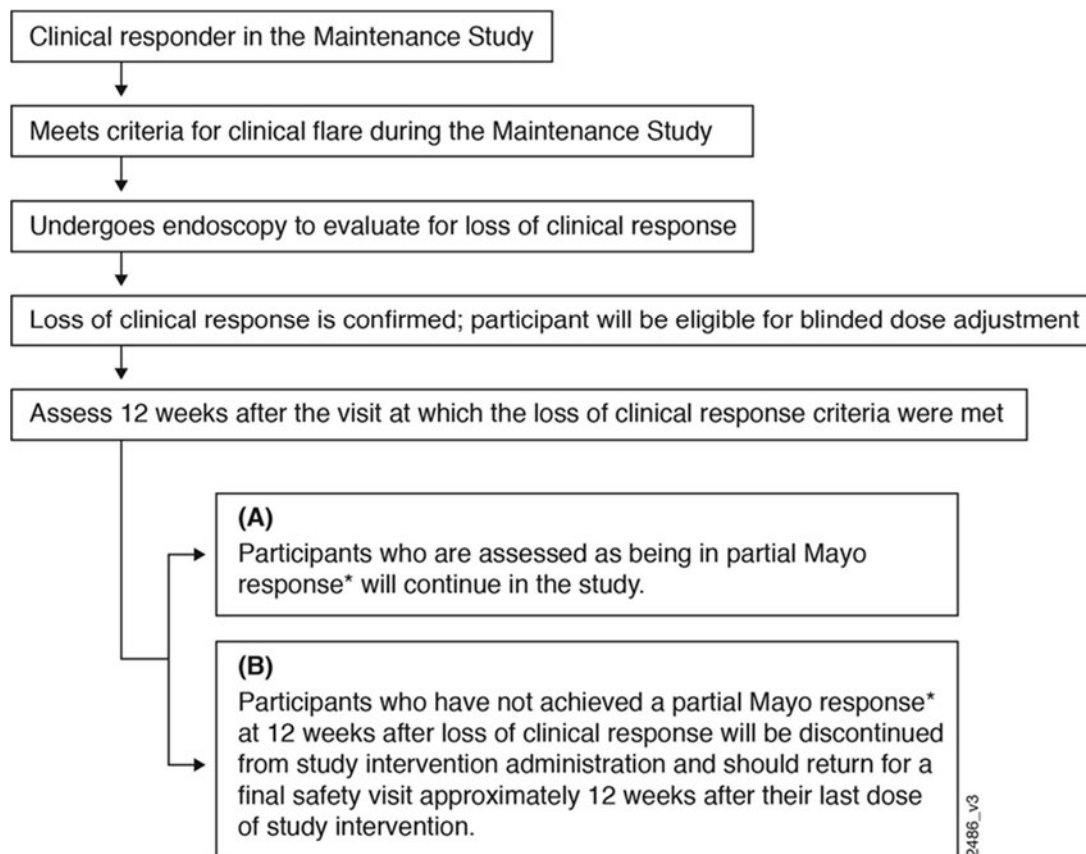 Clinical responder in the Maintenance Study
Meets criteria for clinical flare during the Maintenance Study
Undergoes endoscopy to evaluate for loss of clinical response
Loss of clinical response is confirmed; participant will be eligible for blinded dose adjustment
Assess 12 weeks after the visit at which the loss of clinical response criteria were met
(A)
Participants who are assessed as being in partial Mayo
response* will continue in the study.
(B)
Participants who have not achieved a partial Mayo response*
at 12 weeks after loss of clinical response will be discontinued
from study intervention administration and should return for a
final safety visit approximately 12 weeks after their last dose
of study intervention.
2486_v3